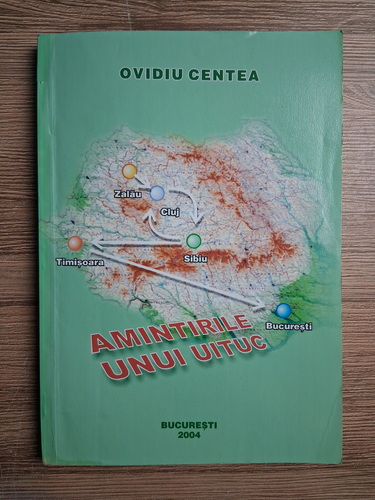 OVIDIU CENTEA
Zalău
Cluj
Sibiu
Timişoara
Bucureşti
AMINTIRILE
UNUI UITUC
BUCUREŞTI
2004